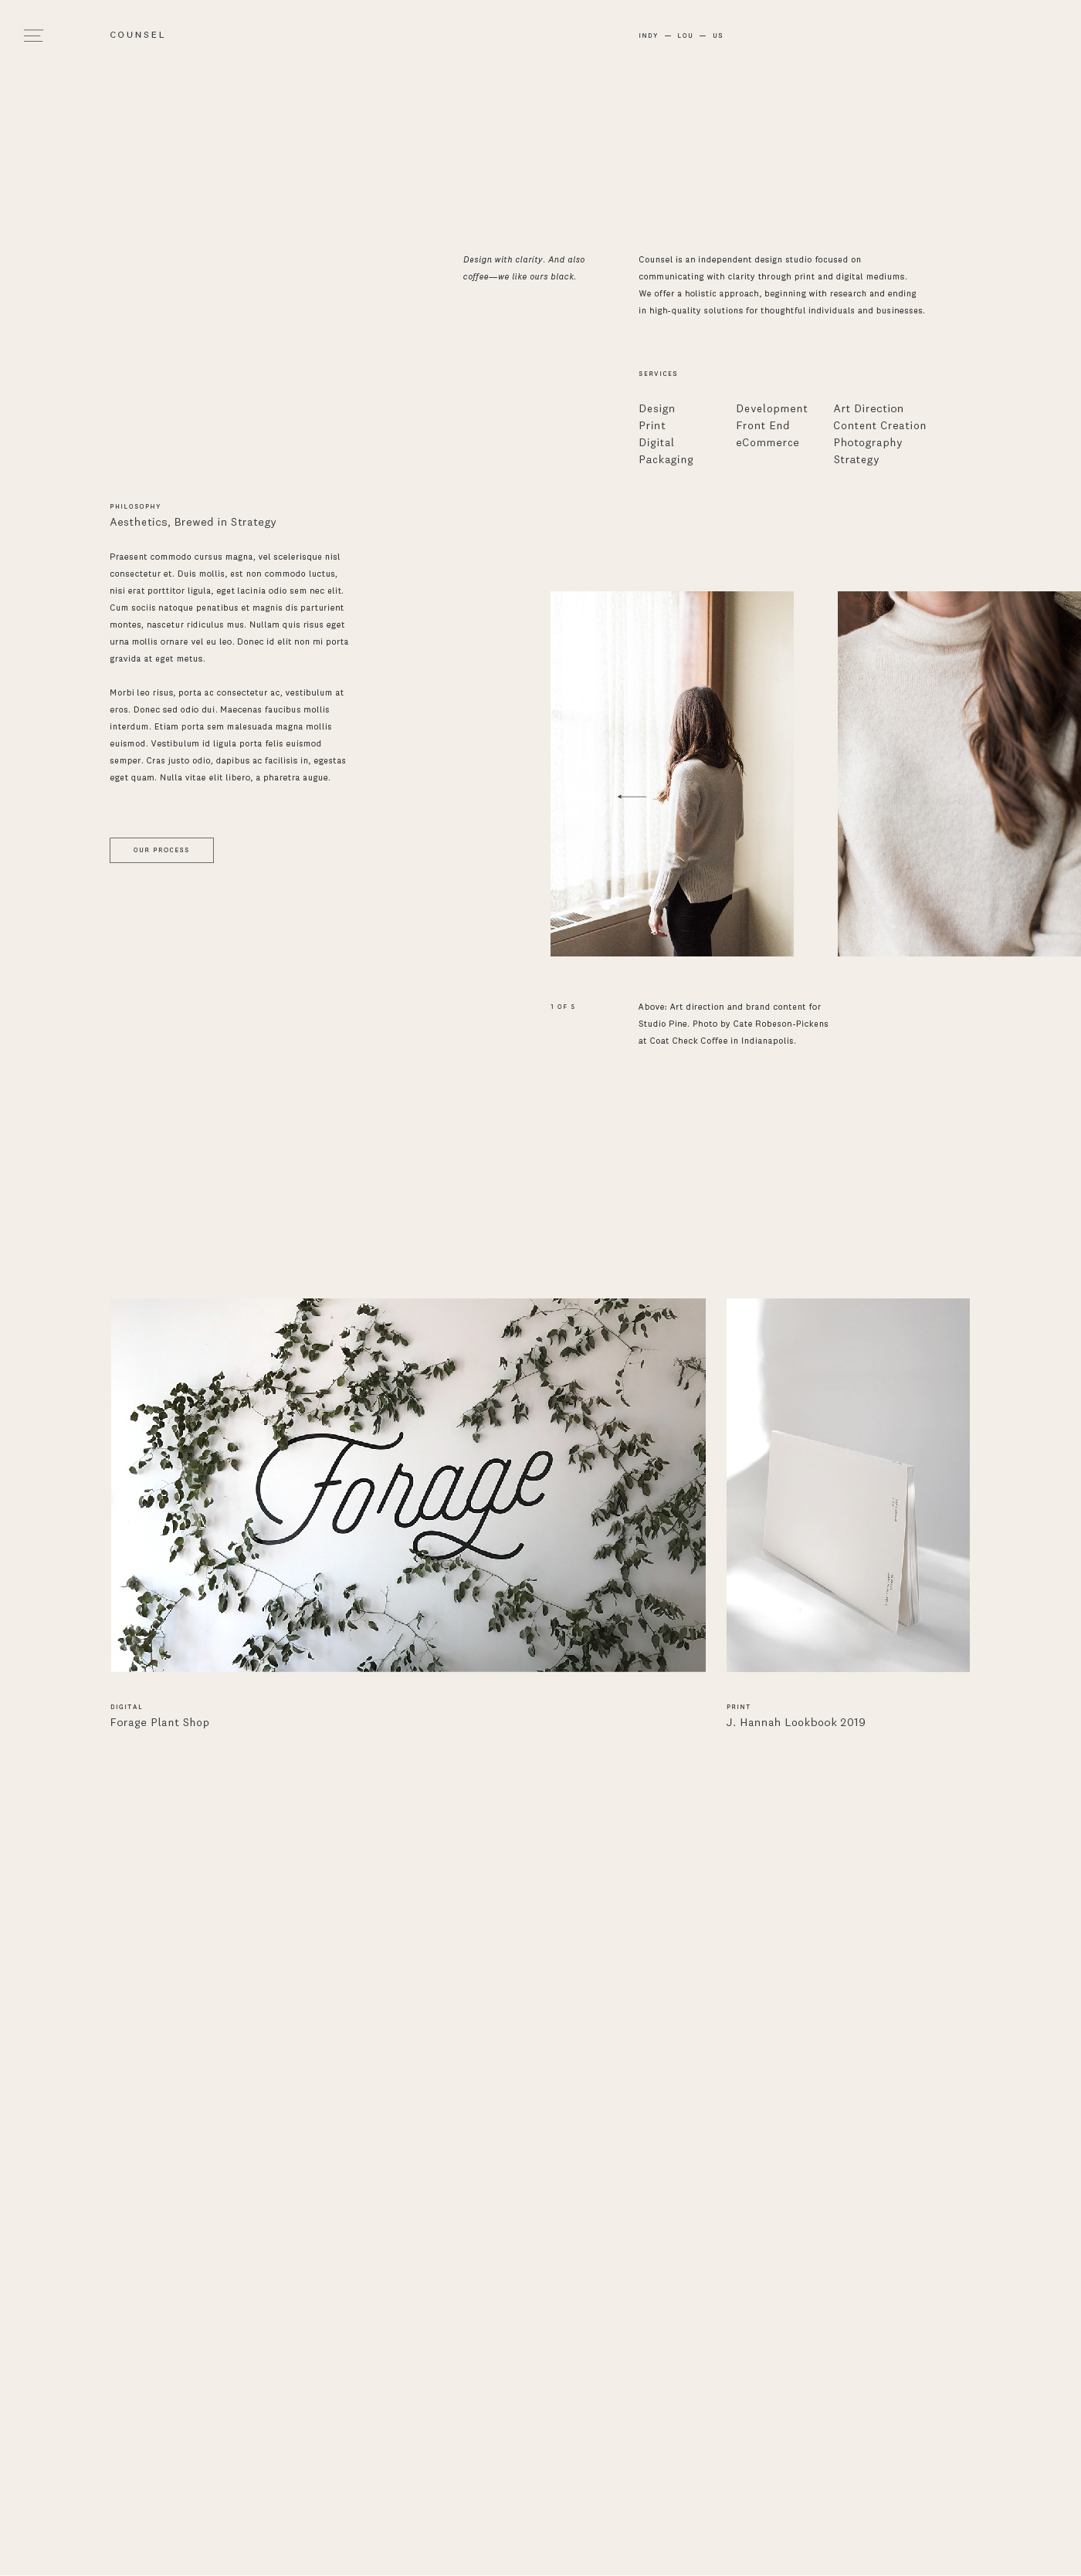 COUNSEL
INDY — LOU — US
Design with clarity. And also
coffee—we like ours black.
Counsel is an independent design studio focused on
communicating with clarity through print and digital mediums.
We offer a holistic approach, beginning with research and ending
in high-quality solutions for thoughtful individuals and businesses.
SERVICES
Design
Print
Digital
Packaging
Development
Front End
eCommerce
Art Direction
Content Creation
Photography
Strategy
PHILOSOPHY
Aesthetics, Brewed in Strategy
Praesent commodo cursus magna, vel scelerisque nisl
consectetur et. Duis mollis, est non commodo luctus,
nisi erat porttitor ligula, eget lacinia odio sem nec elit.
Cum sociis natoque penatibus et magnis dis parturient
montes, nascetur ridiculus mus. Nullam quis risus eget
urna mollis ornare vel eu leo. Donec id elit non mi porta
gravida at eget metus.
Morbi leo risus, porta ac consectetur ac, vestibulum at
eros. Donec sed odio dui. Maecenas faucibus mollis
interdum. Etiam porta sem malesuada magna mollis
euismod. Vestibulum id ligula porta felis euismod
semper. Cras justo odio, dapibus ac facilisis in, egestas
eget quam. Nulla vitae elit libero, a pharetra augue.
OUR PROCESS
1 OF 5
Above: Art direction and brand content for
Studio Pine. Photo by Cate Robeson-Pickens
at Coat Check Coffee in Indianapolis.
Forage
DIGITAL
Forage Plant Shop
PRINT
J. Hannah Lookbook 2019